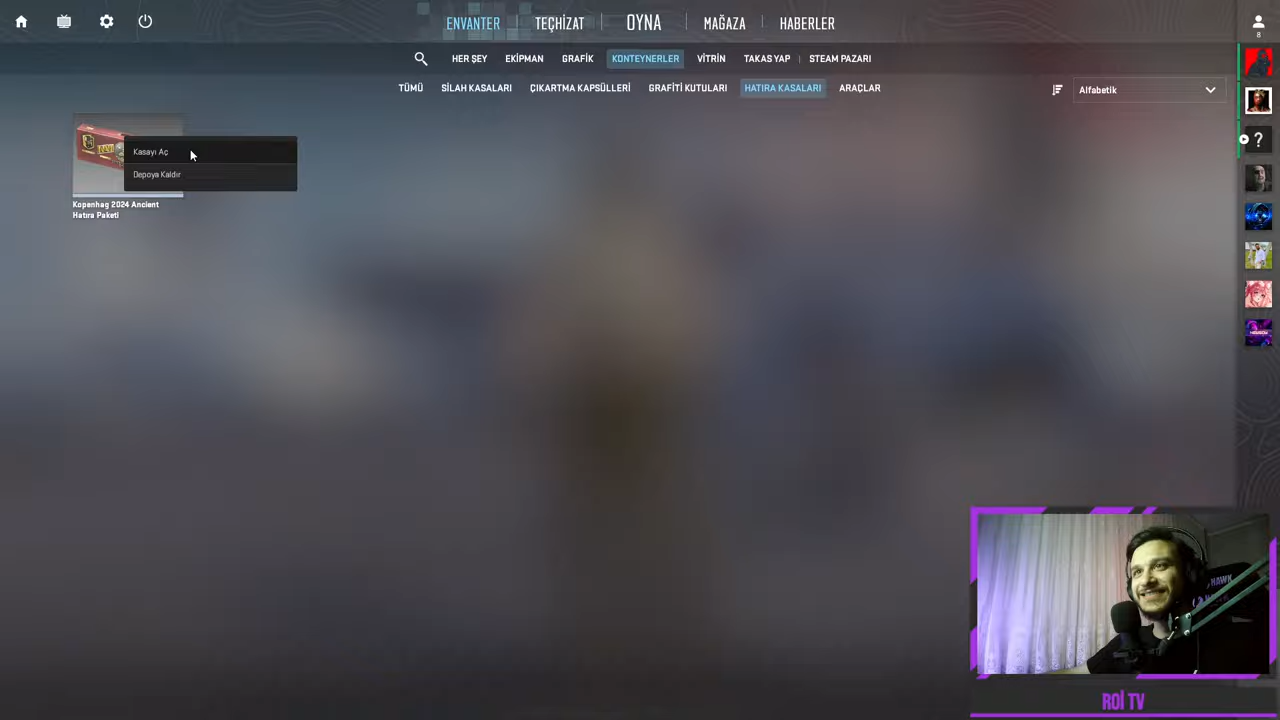 ENVANTER
TEÇHİZAT
OYNA
MAĞAZA
HABERLER
8
HER ŞEY
EKİPMAN
GRAFİK
KONTEYNERLER
VİTRİN
TAKAS YAP
STEAM PAZARI
TÜMÜ
SİLAH KASALARI
ÇIKARTMA KAPSÜLLERİ
GRAFİTİ KUTULARI
HATIRA KASALARI
ARAÇLAR
Alfabetik
?
Kasayı Aç
Depoya Kaldır
Kopenhag 2024 Ancient
Hatıra Paketi
HAWK
ROİ TV